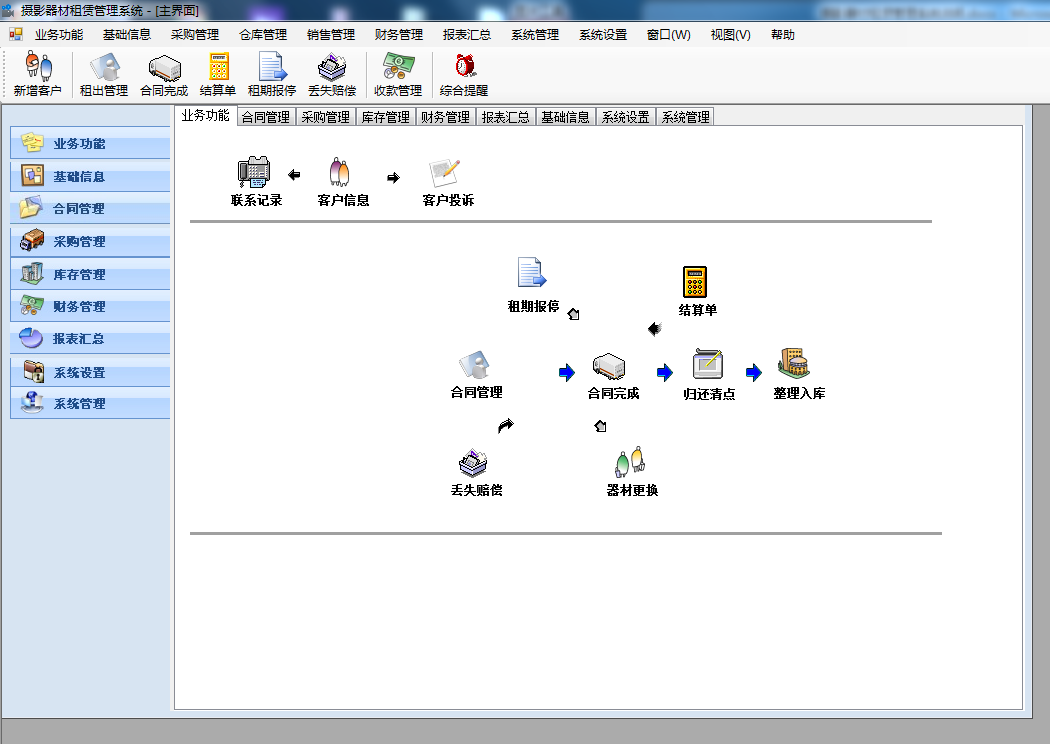 摄影器材租赁管理系统 - [主界面]
业务功能 基础信息 采购管理 仓库管理 销售管理 财务管理 报表汇总 系统管理 系统设置 窗口(W) 视图(V) 帮助
新增客户 租出管理 合同完成 结算单 租期报停 丢失赔偿 收款管理 综合提醒
业务功能 合同管理 采购管理 库存管理 财务管理 报表汇总 基础信息 系统设置 系统管理
业务功能
基础信息
合同管理
采购管理
库存管理
财务管理
报表汇总
系统设置
系统管理
联系记录 客户信息 客户投诉
租期报停 结算单
合同管理 合同完成 归还清点 整理入库
丢失赔偿 器材更换